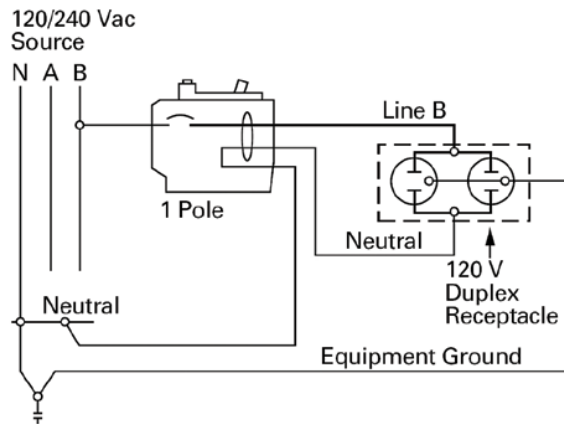 120/240 Vac
Source
N A B
Line B
1 Pole
Neutral
120 V
Duplex
Receptacle
Neutral
Equipment Ground